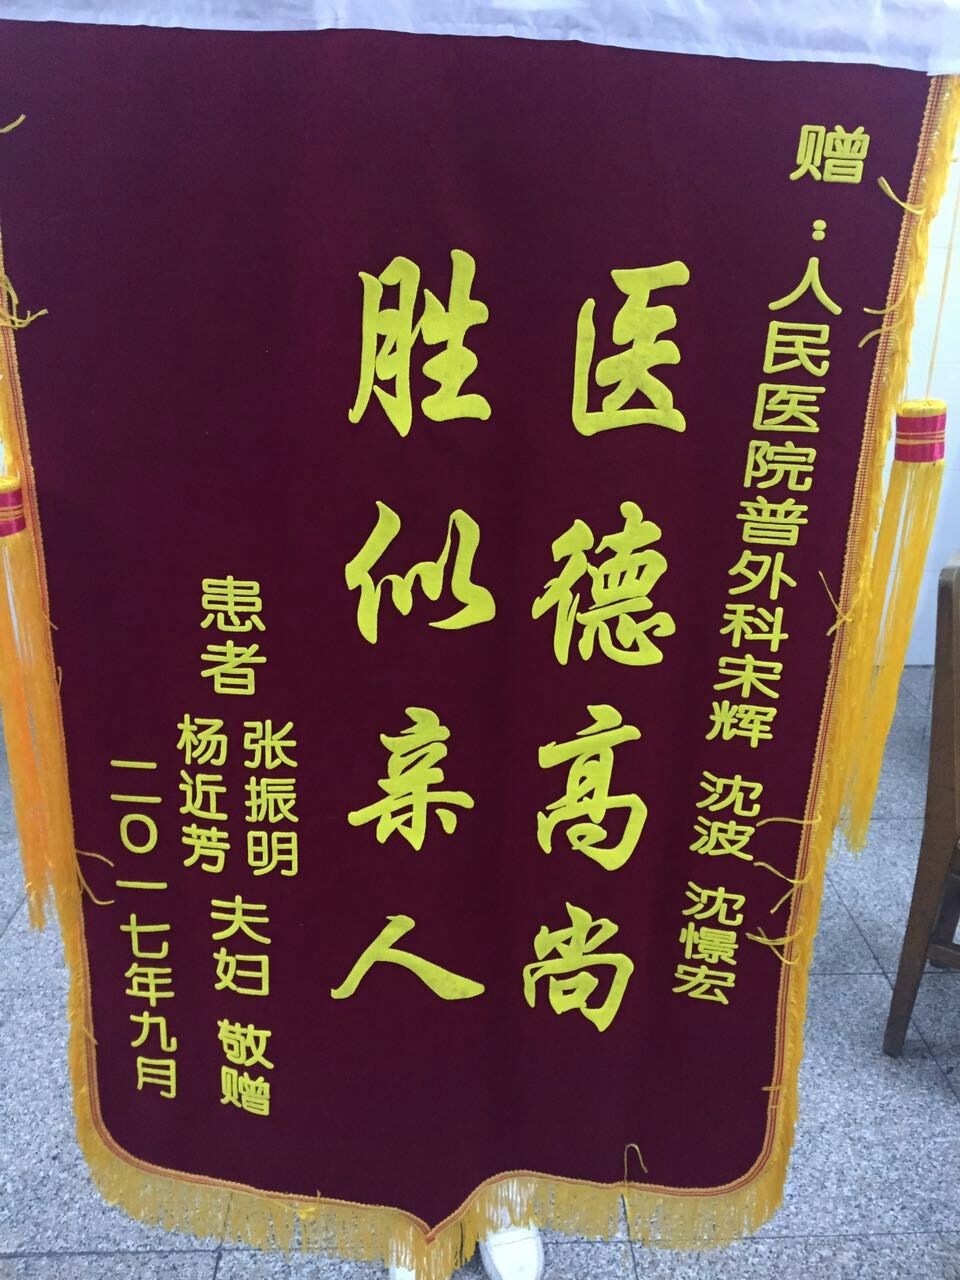 赠：人民医院普外科宋辉 沈波 沈憬宏
医德高尚
胜似亲人
患者 张振明 杨近芳 夫妇 敬赠
二〇一七年九月